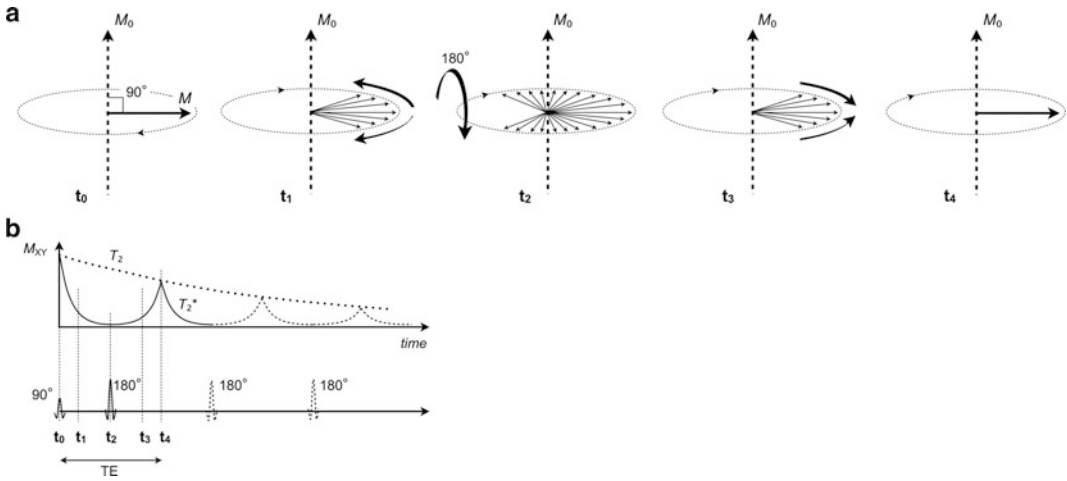 a
M₀ M₀ M₀ M₀ M₀
90° M 180°
t₀ t₁ t₂ t₃ t₄
b
M_XY T₂
T₂*
time
90° 180° 180° 180°
t₀ t₁ t₂ t₃ t₄
TE